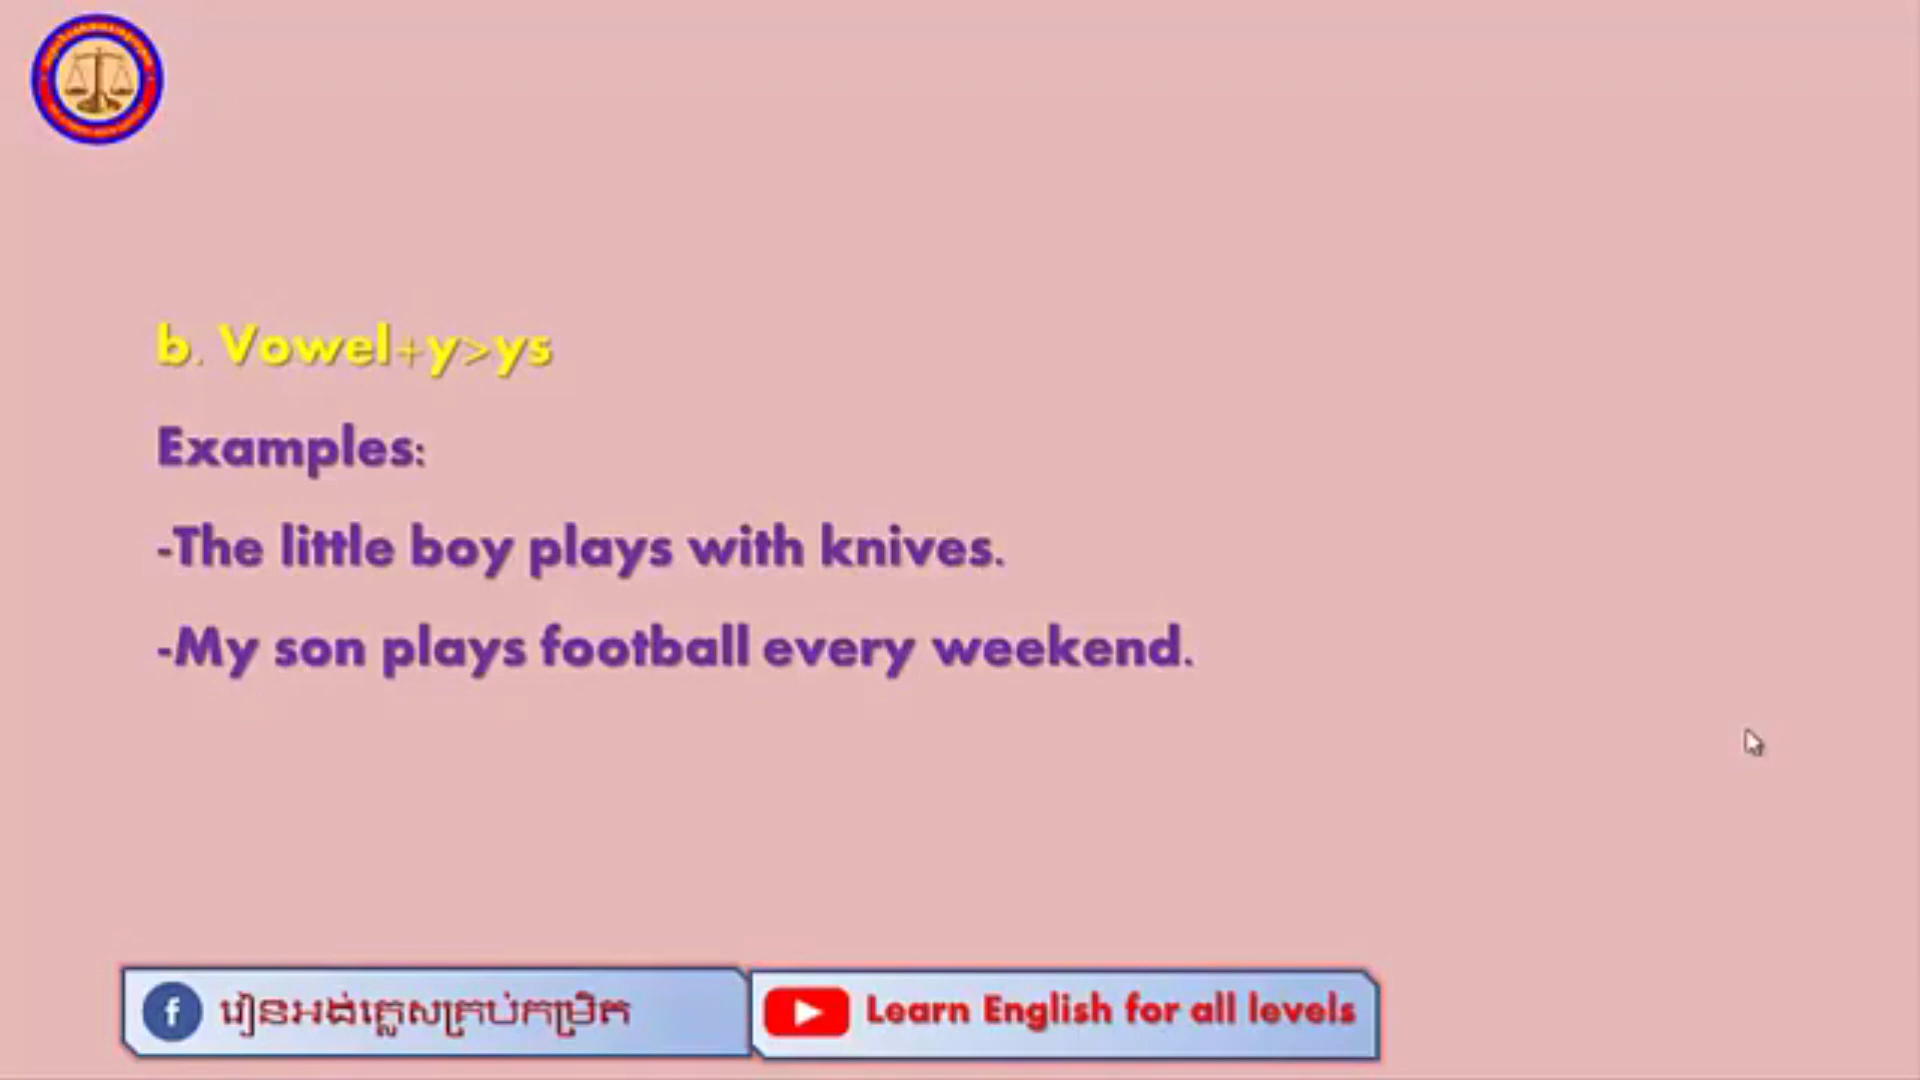 b. Vowel+y>ys
Examples:
-The little boy plays with knives.
-My son plays football every weekend.
រៀនអង់គ្លេសគ្រប់កម្រិត
Learn English for all levels